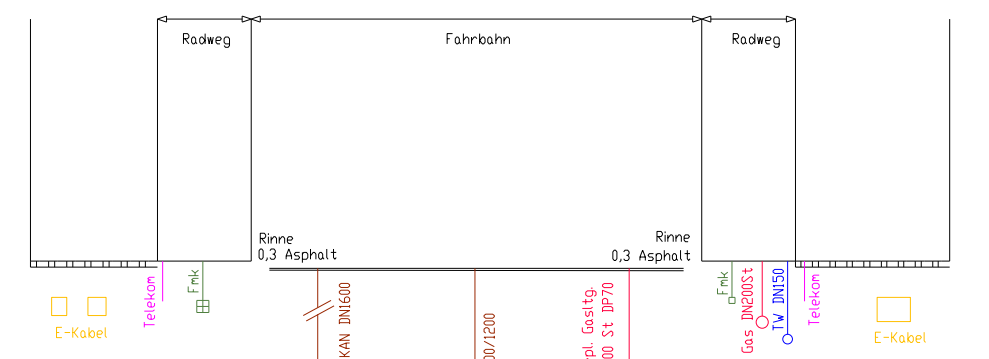 Radweg
Fahrbahn
Radweg
Rinne
0,3 Asphalt
Rinne
0,3 Asphalt
E-Kabel
Telekom
Fmk
KAN DN1600
00/1200
pl. Gasltg.
00 St DP70
Fmk
Gas DN200St
TW DN150
Telekom
E-Kabel